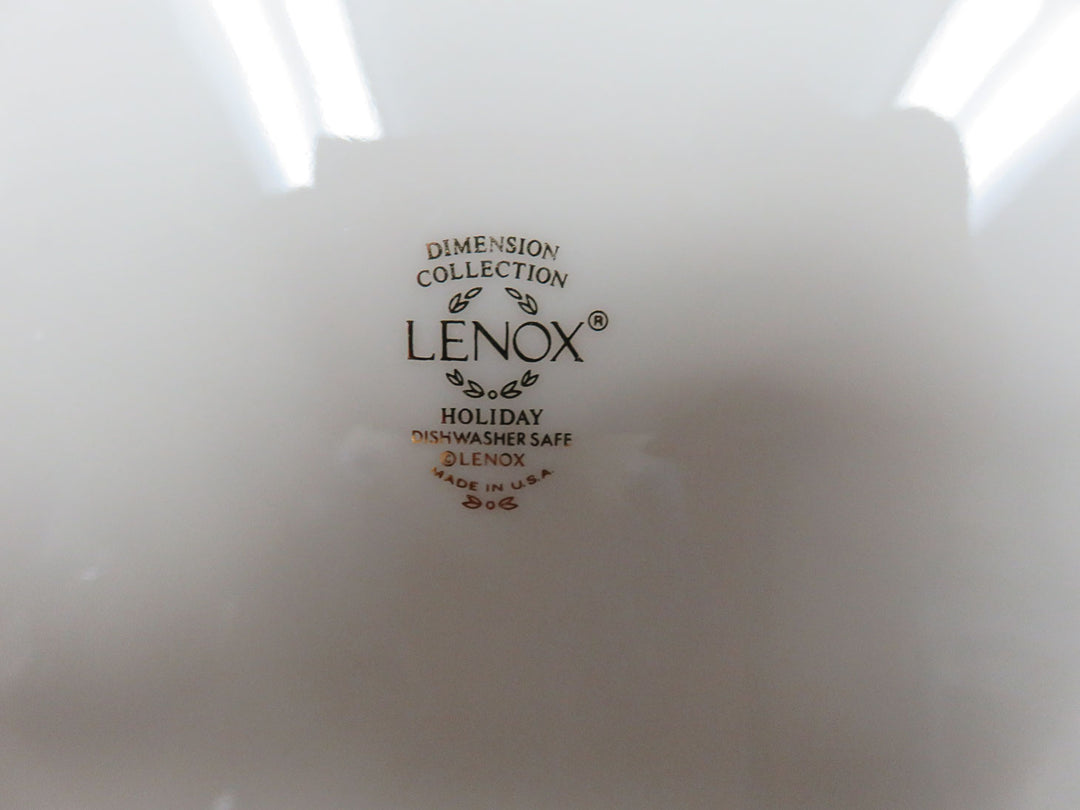 DIMENSION
COLLECTION
LENOX®
HOLIDAY
DISHWASHER SAFE
©LENOX
MADE IN U.S.A.